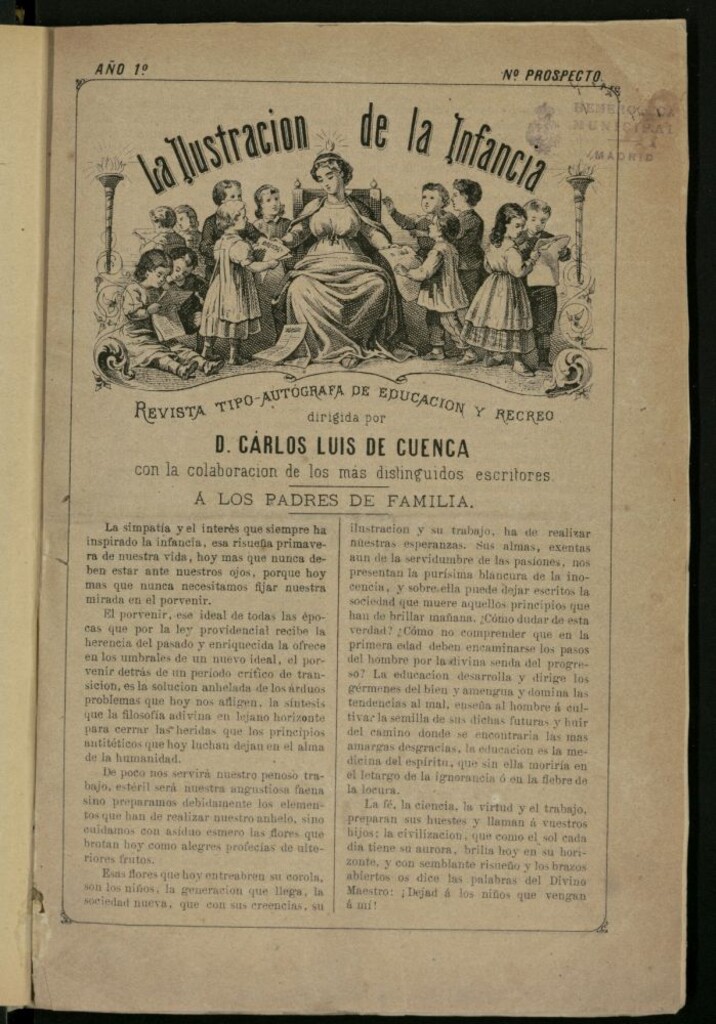 AÑO 1º
Nº PROSPECTO
HEMEROTECA
MUNICIPAL
MADRID
La Ilustracion de la Infancia
REVISTA TIPO-AUTÓGRAFA DE EDUCACION Y RECREO
dirigida por
D. CÁRLOS LUIS DE CUENCA
con la colaboracion de los más distinguidos escritores.
Á LOS PADRES DE FAMILIA.
La simpatía y el interés que siempre ha
inspirado la infancia, esa risueña primave-
ra de nuestra vida, hoy mas que nunca de-
ben estar ante nuestros ojos, porque hoy
mas que nunca necesitamos fijar nuestra
mirada en el porvenir.
El porvenir, ese ideal de todas las épo-
cas que por la ley providencial recibe la
herencia del pasado y enriquecida la ofrece
en los umbrales de un nuevo ideal, el por-
venir detrás de un período crítico de tran-
sicion, es la solucion anhelada de los árduos
problemas que hoy nos afligen, la síntesis
que la filosofía adivina en lejano horizonte
para cerrar las heridas que los principios
antitéticos que hoy luchan dejan en el alma
de la humanidad.
De poco nos servirá nuestro penoso tra-
bajo, estéril será nuestra angustiosa faena
sino preparamos debidamente los elemen-
tos que han de realizar nuestro anhelo, sino
cuidamos con asíduo esmero las flores que
brotan hoy como alegres profecías de ulte-
riores frutos.
Esas flores que hoy entreabren su corola,
son los niños, la generacion que llega, la
sociedad nueva, que con sus creencias, su
ilustracion y su trabajo, ha de realizar
nuestras esperanzas. Sus almas, exentas
aun de la servidumbre de las pasiones, nos
presentan la purísima blancura de la ino-
cencia, y sobre ella puede dejar escritos la
sociedad que muere aquellos principios que
han de brillar mañana. ¿Cómo dudar de esta
verdad? ¿Cómo no comprender que en la
primera edad deben encaminarse los pasos
del hombre por la divina senda del progre-
so? La educacion desarrolla y dirige los
gérmenes del bien y amengua y domina las
tendencias al mal, enseña al hombre á cul-
tivar la semilla de sus dichas futuras y huir
del camino donde se encontraría las mas
amargas desgracias, la educacion es la me-
dicina del espíritu, que sin ella moriría en
el letargo de la ignorancia ó en la fiebre de
la locura.
La fé, la ciencia, la virtud y el trabajo,
preparan sus huestes y llaman á vuestros
hijos; la civilizacion, que como el sol cada
dia tiene su aurora, brilla hoy en su hori-
zonte, y con semblante risueño y los brazos
abiertos os dice las palabras del Divino
Maestro: ¡Dejad á los niños que vengan
á mí!